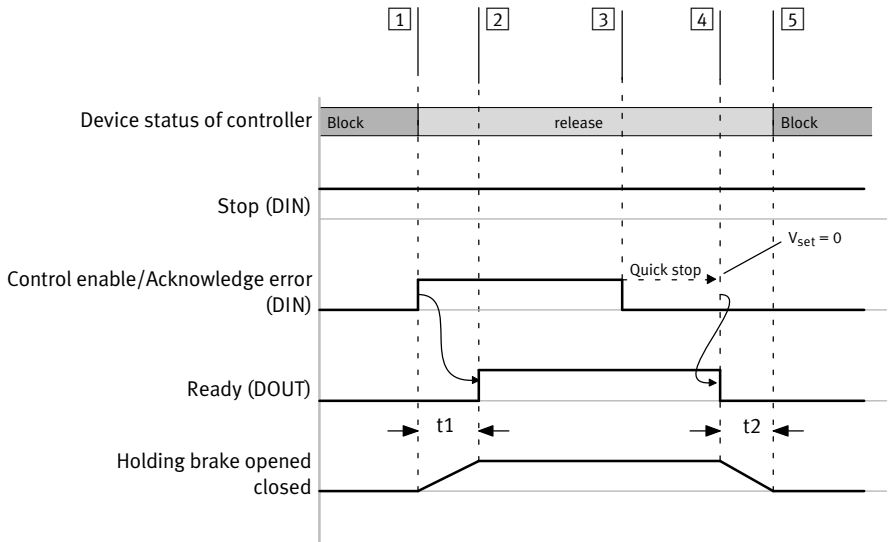 1 2 3 4 5
Device status of controller
Block release Block
Stop (DIN)
V_set = 0
Quick stop
Control enable/Acknowledge error
(DIN)
Ready (DOUT)
t1 t2
Holding brake opened
closed